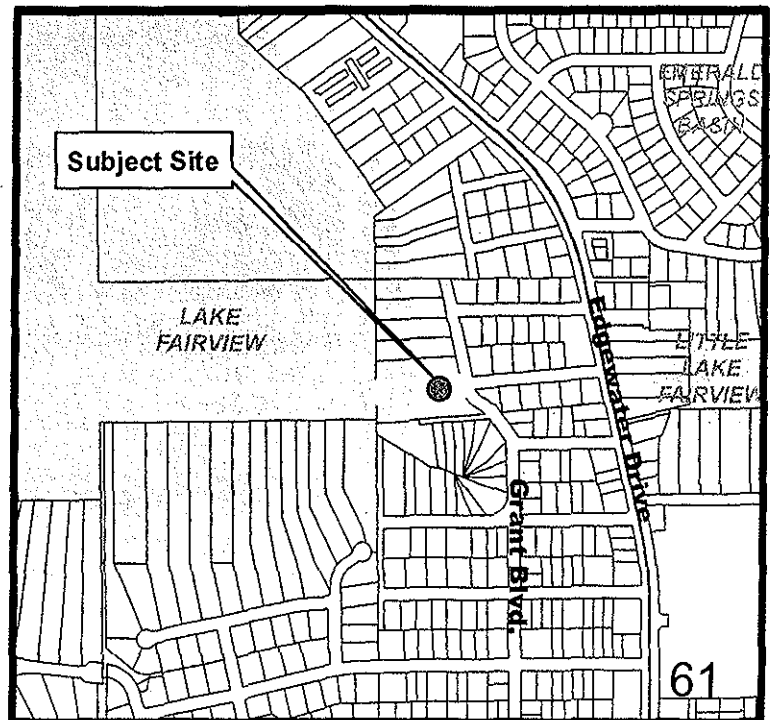 EMERALD
SPRINGS
BASIN
Subject Site
LAKE
FAIRVIEW
Edgewater Drive
LITTLE
LAKE
FAIRVIEW
Grant Blvd.
61